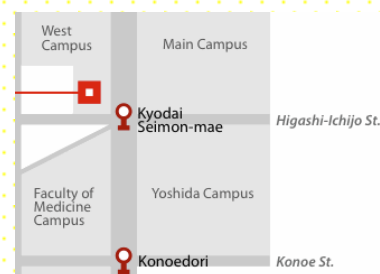 West
Campus
Main Campus
Kyodai
Seimon-mae
Higashi-Ichijo St.
Faculty of
Medicine
Campus
Yoshida Campus
Konoedori
Konoe St.